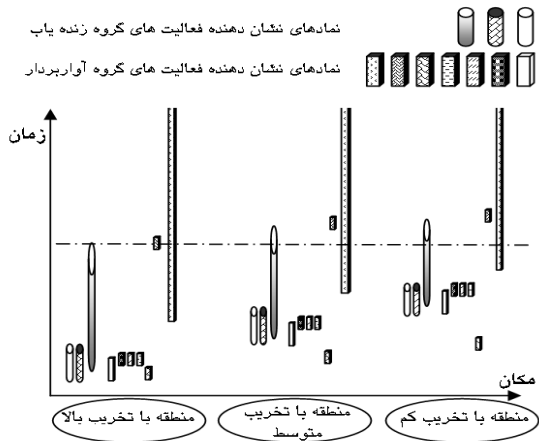 نمادهای نشان دهنده فعالیت های گروه زنده یاب
نمادهای نشان دهنده فعالیت های گروه آواربردار
زمان
مکان
منطقه با تخریب بالا
منطقه با تخریب
متوسط
منطقه با تخریب کم